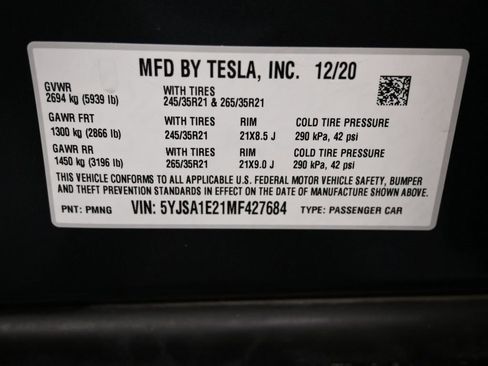 MFD BY TESLA, INC. 12/20
GVWR
2694 kg (5939 lb)
WITH TIRES
245/35R21 & 265/35R21
GAWR FRT
1300 kg (2866 lb)
WITH TIRES
245/35R21
RIM
21X8.5 J
COLD TIRE PRESSURE
290 kPa, 42 psi
GAWR RR
1450 kg (3196 lb)
WITH TIRES
265/35R21
RIM
21X9.0 J
COLD TIRE PRESSURE
290 kPa, 42 psi
THIS VEHICLE CONFORMS TO ALL APPLICABLE U.S. FEDERAL MOTOR VEHICLE SAFETY, BUMPER
AND THEFT PREVENTION STANDARDS IN EFFECT ON THE DATE OF MANUFACTURE SHOWN ABOVE.
PNT: PMNG VIN: 5YJSA1E21MF427684 TYPE: PASSENGER CAR